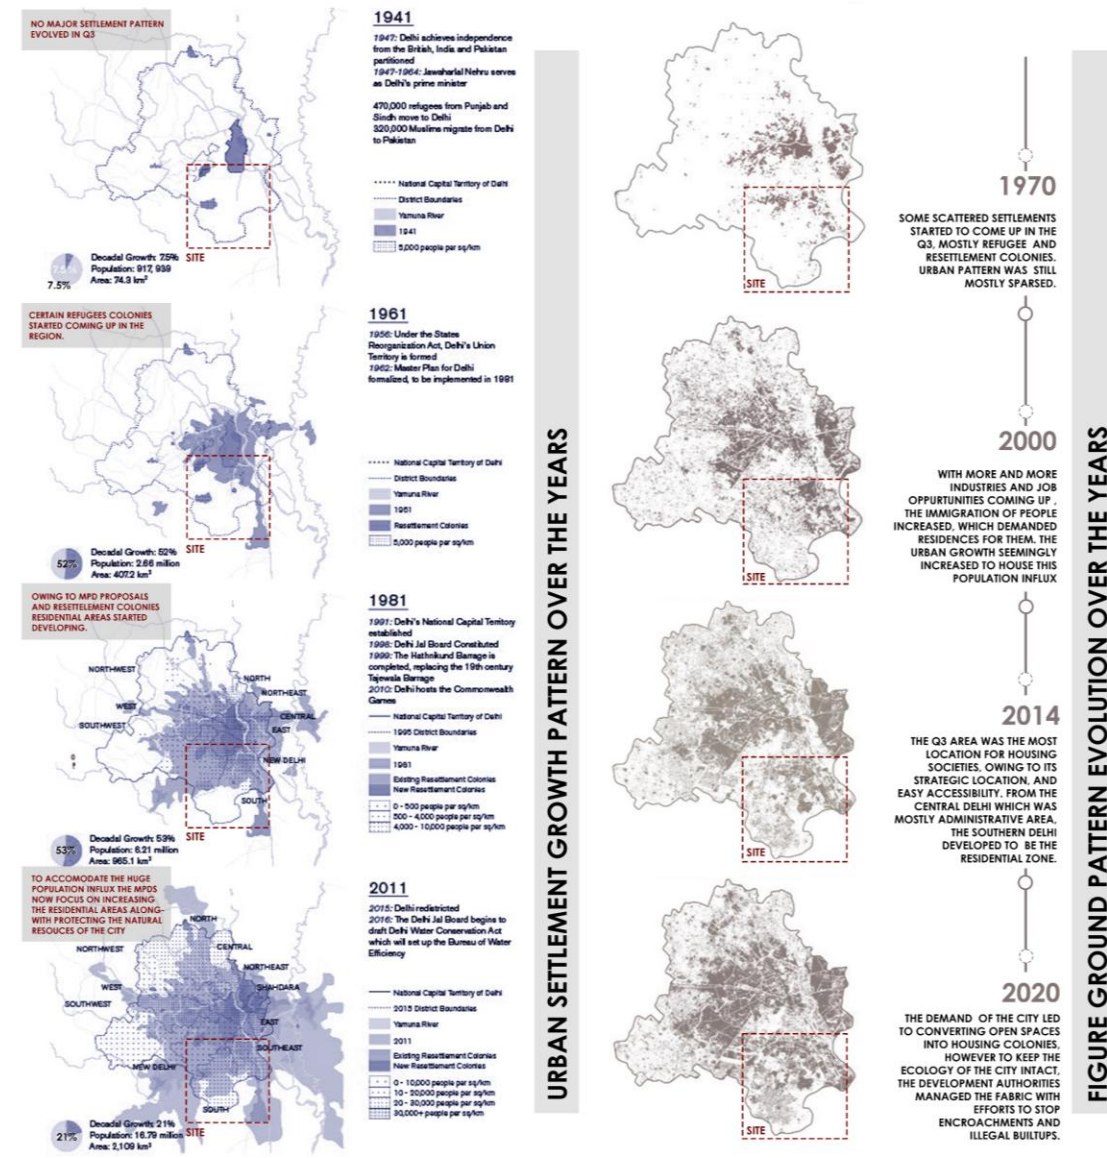 NO MAJOR SETTLEMENT PATTERN
EVOLVED IN Q3
1941
1947: Delhi achieves independence
from the British, India and Pakistan
partitioned
1947-1964: Jawaharlal Nehru serves
as Delhi's prime minister
470,000 refugees from Punjab and
Sindh move to Delhi
320,000 Muslims migrate from Delhi
to Pakistan
National Capital Territory of Delhi
District Boundaries
Yamuna River
1941
5,000 people per sq/km
SITE
7.5%
7.5%
Decadal Growth: 7.5%
Population: 917, 939
Area: 74.3 km²
CERTAIN REFUGEES COLONIES
STARTED COMING UP IN THE
REGION.
1961
1956: Under the States
Reorganization Act, Delhi's Union
Territory is formed
1962: Master Plan for Delhi
formalized, to be implemented in 1981
National Capital Territory of Delhi
District Boundaries
Yamuna River
1961
Resettlement Colonies
5,000 people per sq/km
SITE
52%
Decadal Growth: 52%
Population: 2.66 million
Area: 407.2 km²
OWING TO MPD PROPOSALS
AND RESETTELEMENT COLONIES
RESIDENTIAL AREAS STARTED
DEVELOPING.
NORTHWEST
NORTH
NORTHEAST
WEST
CENTRAL
SOUTHWEST
EAST
NEW DELHI
SOUTH
SITE
1981
1991: Delhi's National Capital Territory
established
1998: Delhi Jal Board Constituted
1999: The Hathnikund Barrage is
completed, replacing the 19th century
Tajewala Barrage
2010: Delhi hosts the Commonwealth
Games
National Capital Territory of Delhi
1995 District Boundaries
Yamuna River
1981
Existing Resettlement Colonies
New Resettlement Colonies
0 - 500 people per sq/km
500 - 4,000 people per sq/km
4,000 - 10,000 people per sq/km
53%
Decadal Growth: 53%
Population: 6.21 million
Area: 965.1 km²
TO ACCOMODATE THE HUGE
POPULATION INFLUX THE MPDS
NOW FOCUS ON INCREASING
THE RESIDENTIAL AREAS ALONG-
WITH PROTECTING THE NATURAL
RESOUCES OF THE CITY
NORTH
NORTHWEST
CENTRAL
NORTHEAST
WEST
SHAHDARA
SOUTHWEST
EAST
SOUTHEAST
NEW DELHI
SOUTH
SITE
2011
2015: Delhi redistricted
2016: The Delhi Jal Board begins to
draft Delhi Water Conservation Act
which will set up the Bureau of Water
Efficiency
National Capital Territory of Delhi
2013 District Boundaries
Yamuna River
2011
Existing Resettlement Colonies
New Resettlement Colonies
0 - 10,000 people per sq/km
10 - 20,000 people per sq/km
20 - 30,000 people per sq/km
30,000+ people per sq/km
21%
Decadal Growth: 21%
Population: 16.79 million
Area: 2,109 km²
URBAN SETTLEMENT GROWTH PATTERN OVER THE YEARS
SITE
1970
SOME SCATTERED SETTLEMENTS
STARTED TO COME UP IN THE
Q3, MOSTLY REFUGEE AND
RESETTLEMENT COLONIES.
URBAN PATTERN WAS STILL
MOSTLY SPARSED.
SITE
2000
WITH MORE AND MORE
INDUSTRIES AND JOB
OPPURTUNITIES COMING UP ,
THE IMMIGRATION OF PEOPLE
INCREASED, WHICH DEMANDED
RESIDENCES FOR THEM. THE
URBAN GROWTH SEEMINGLY
INCREASED TO HOUSE THIS
POPULATION INFLUX
SITE
2014
THE Q3 AREA WAS THE MOST
LOCATION FOR HOUSING
SOCIETIES, OWING TO ITS
STRATEGIC LOCATION, AND
EASY ACCESSIBILITY. FROM THE
CENTRAL DELHI WHICH WAS
MOSTLY ADMINISTRATIVE AREA,
THE SOUTHERN DELHI
DEVELOPED TO BE THE
RESIDENTIAL ZONE.
SITE
2020
THE DEMAND OF THE CITY LED
TO CONVERTING OPEN SPACES
INTO HOUSING COLONIES,
HOWEVER TO KEEP THE
ECOLOGY OF THE CITY INTACT,
THE DEVELOPMENT AUTHORITIES
MANAGED THE FABRIC WITH
EFFORTS TO STOP
ENCROACHMENTS AND
ILLEGAL BUILTUPS.
FIGURE GROUND PATTERN EVOLUTION OVER THE YEARS